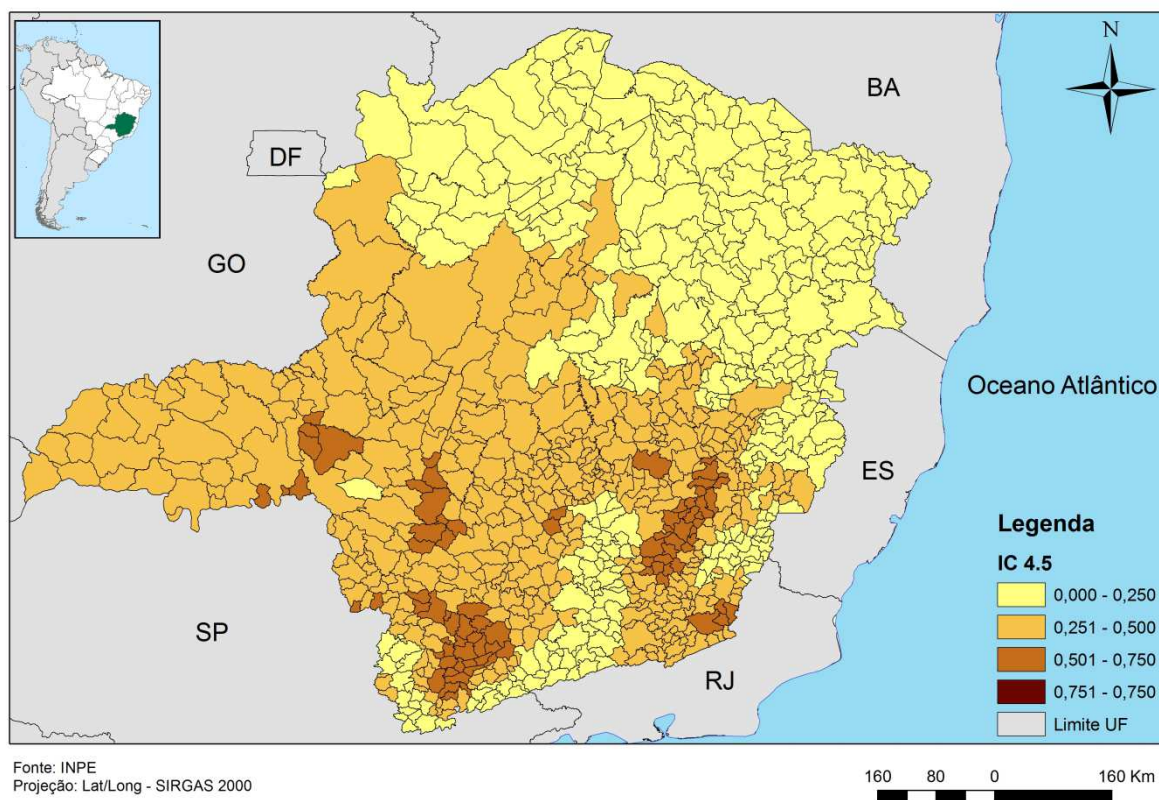 N
BA
DF
GO
Oceano Atlântico
ES
Legenda
IC 4.5
0,000 - 0,250
0,251 - 0,500
SP
0,501 - 0,750
RJ
0,751 - 0,750
Limite UF
Fonte: INPE
Projeção: Lat/Long - SIRGAS 2000
160 80 0 160 Km